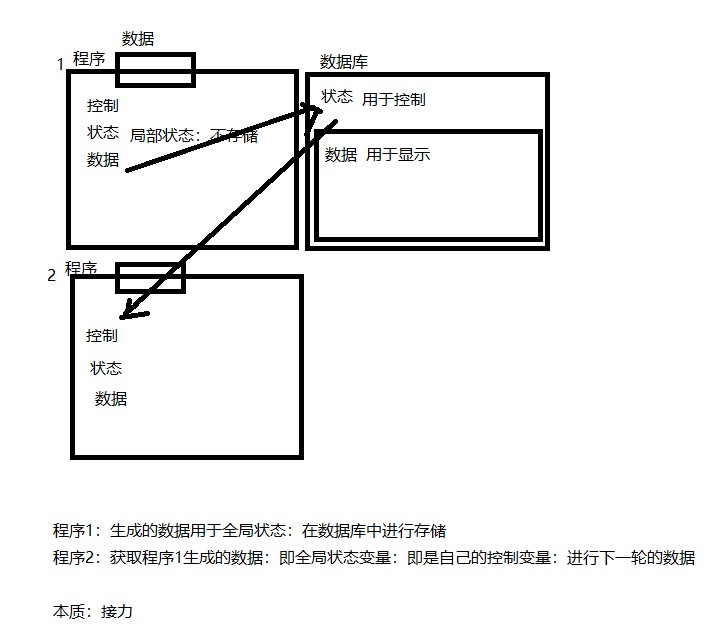 数据
1 程序
数据库
控制
状态 用于控制
状态 局部状态：不存储
数据
数据 用于显示
2 程序
控制
状态
数据
程序1：生成的数据用于全局状态：在数据库中进行存储
程序2：获取程序1生成的数据：即全局状态变量：即是自己的控制变量：进行下一轮的数据
本质：接力